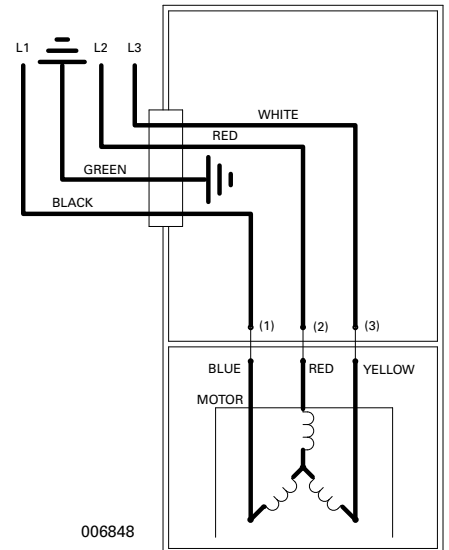 L1 L2 L3
WHITE
RED
GREEN
BLACK
(1) (2) (3)
BLUE RED YELLOW
MOTOR
006848